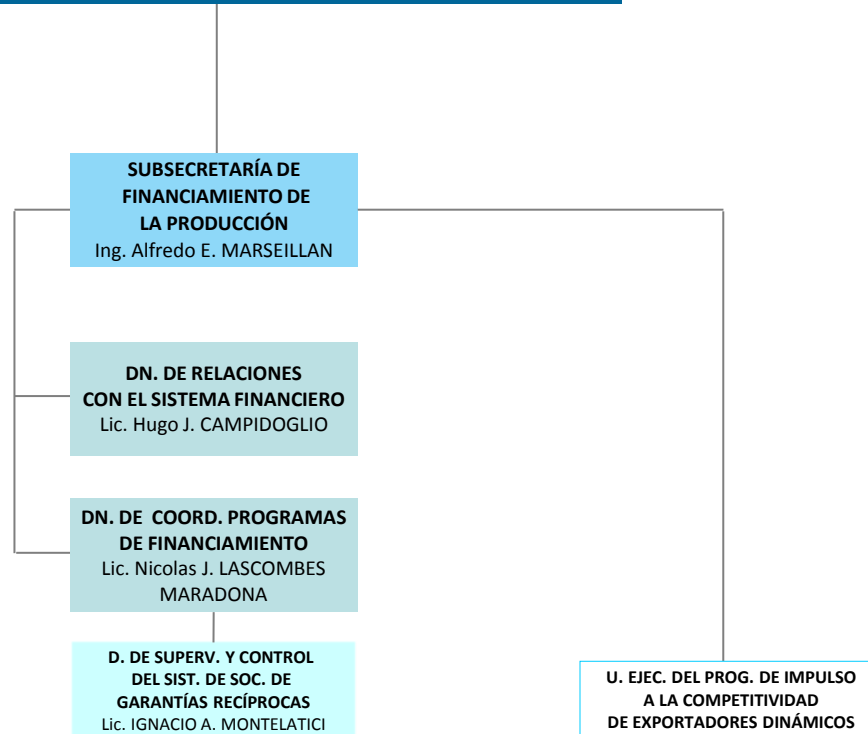 SUBSECRETARÍA DE
FINANCIAMIENTO DE
LA PRODUCCIÓN
Ing. Alfredo E. MARSEILLAN
DN. DE RELACIONES
CON EL SISTEMA FINANCIERO
Lic. Hugo J. CAMPIDOGLIO
DN. DE COORD. PROGRAMAS
DE FINANCIAMIENTO
Lic. Nicolas J. LASCOMBES
MARADONA
D. DE SUPERV. Y CONTROL
DEL SIST. DE SOC. DE
GARANTÍAS RECÍPROCAS
Lic. IGNACIO A. MONTELATICI
U. EJEC. DEL PROG. DE IMPULSO
A LA COMPETITIVIDAD
DE EXPORTADORES DINÁMICOS